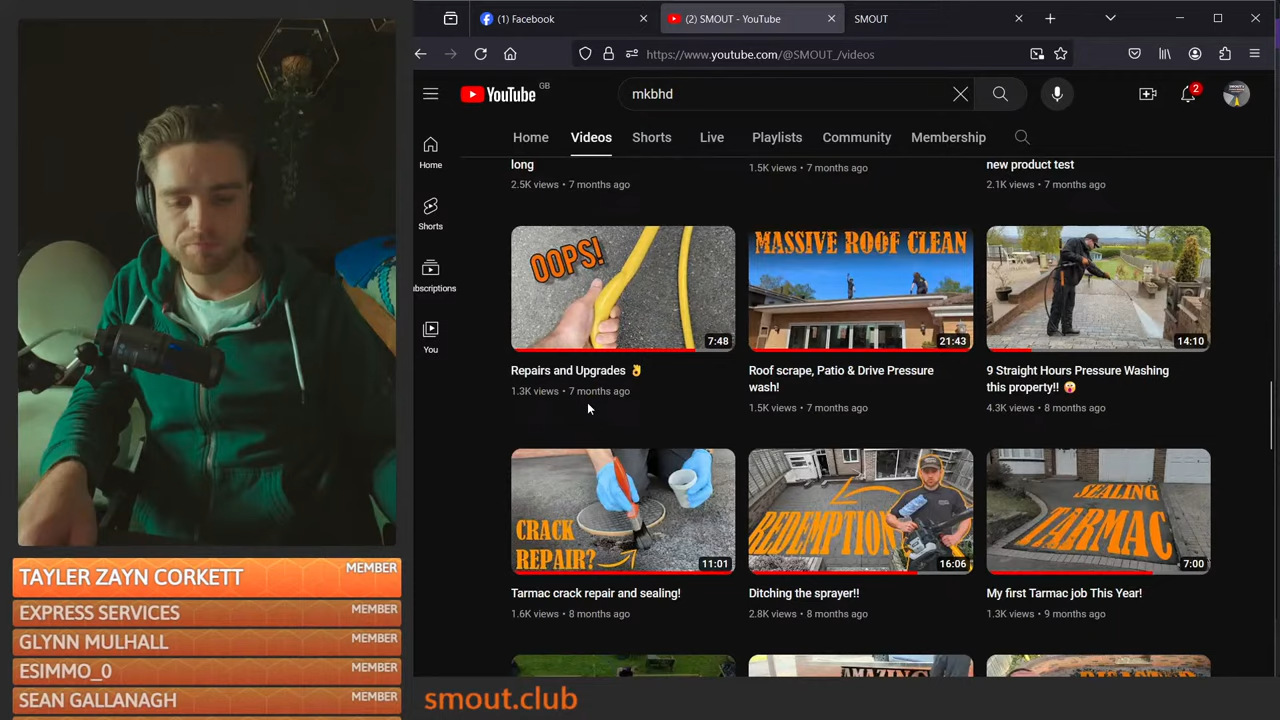 (1) Facebook
(2) SMOUT - YouTube
SMOUT
https://www.youtube.com/@SMOUT_/videos
YouTube GB
mkbhd
2
Home
Videos
Shorts
Live
Playlists
Community
Membership
Home
Shorts
ubscriptions
You
long
2.5K views • 7 months ago
1.5K views • 7 months ago
new product test
2.1K views • 7 months ago
OOPS!
7:48
Repairs and Upgrades 👌
1.3K views • 7 months ago
MASSIVE ROOF CLEAN
21:43
Roof scrape, Patio & Drive Pressure
wash!
1.5K views • 7 months ago
14:10
9 Straight Hours Pressure Washing
this property!! 😲
4.3K views • 8 months ago
CRACK
REPAIR?
11:01
Tarmac crack repair and sealing!
1.6K views • 8 months ago
REDEMPTION
16:06
Ditching the sprayer!!
2.8K views • 8 months ago
SEALING
TARMAC
7:00
My first Tarmac job This Year!
1.3K views • 9 months ago
AMAZING
TAYLER ZAYN CORKETT MEMBER
EXPRESS SERVICES MEMBER
GLYNN MULHALL MEMBER
ESIMMO_0 MEMBER
SEAN GALLANAGH MEMBER
smout.club